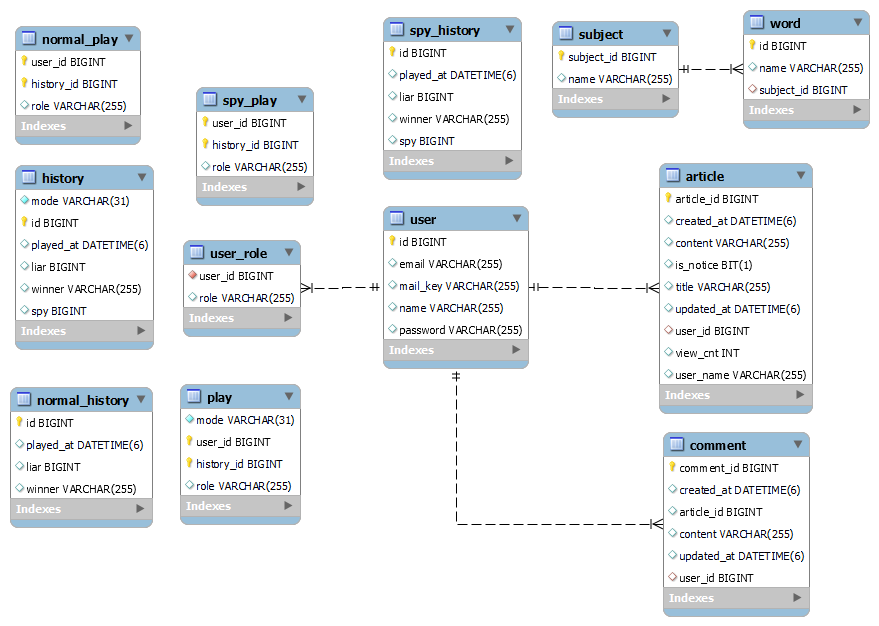 normal_play
user_id BIGINT
history_id BIGINT
role VARCHAR(255)
Indexes
history
mode VARCHAR(31)
id BIGINT
played_at DATETIME(6)
liar BIGINT
winner VARCHAR(255)
spy BIGINT
Indexes
normal_history
id BIGINT
played_at DATETIME(6)
liar BIGINT
winner VARCHAR(255)
Indexes
spy_play
user_id BIGINT
history_id BIGINT
role VARCHAR(255)
Indexes
user_role
user_id BIGINT
role VARCHAR(255)
Indexes
play
mode VARCHAR(31)
user_id BIGINT
history_id BIGINT
role VARCHAR(255)
Indexes
spy_history
id BIGINT
played_at DATETIME(6)
liar BIGINT
winner VARCHAR(255)
spy BIGINT
Indexes
user
id BIGINT
email VARCHAR(255)
mail_key VARCHAR(255)
name VARCHAR(255)
password VARCHAR(255)
Indexes
subject
subject_id BIGINT
name VARCHAR(255)
Indexes
word
id BIGINT
name VARCHAR(255)
subject_id BIGINT
Indexes
article
article_id BIGINT
created_at DATETIME(6)
content VARCHAR(255)
is_notice BIT(1)
title VARCHAR(255)
updated_at DATETIME(6)
user_id BIGINT
view_cnt INT
user_name VARCHAR(255)
Indexes
comment
comment_id BIGINT
created_at DATETIME(6)
article_id BIGINT
content VARCHAR(255)
updated_at DATETIME(6)
user_id BIGINT
Indexes